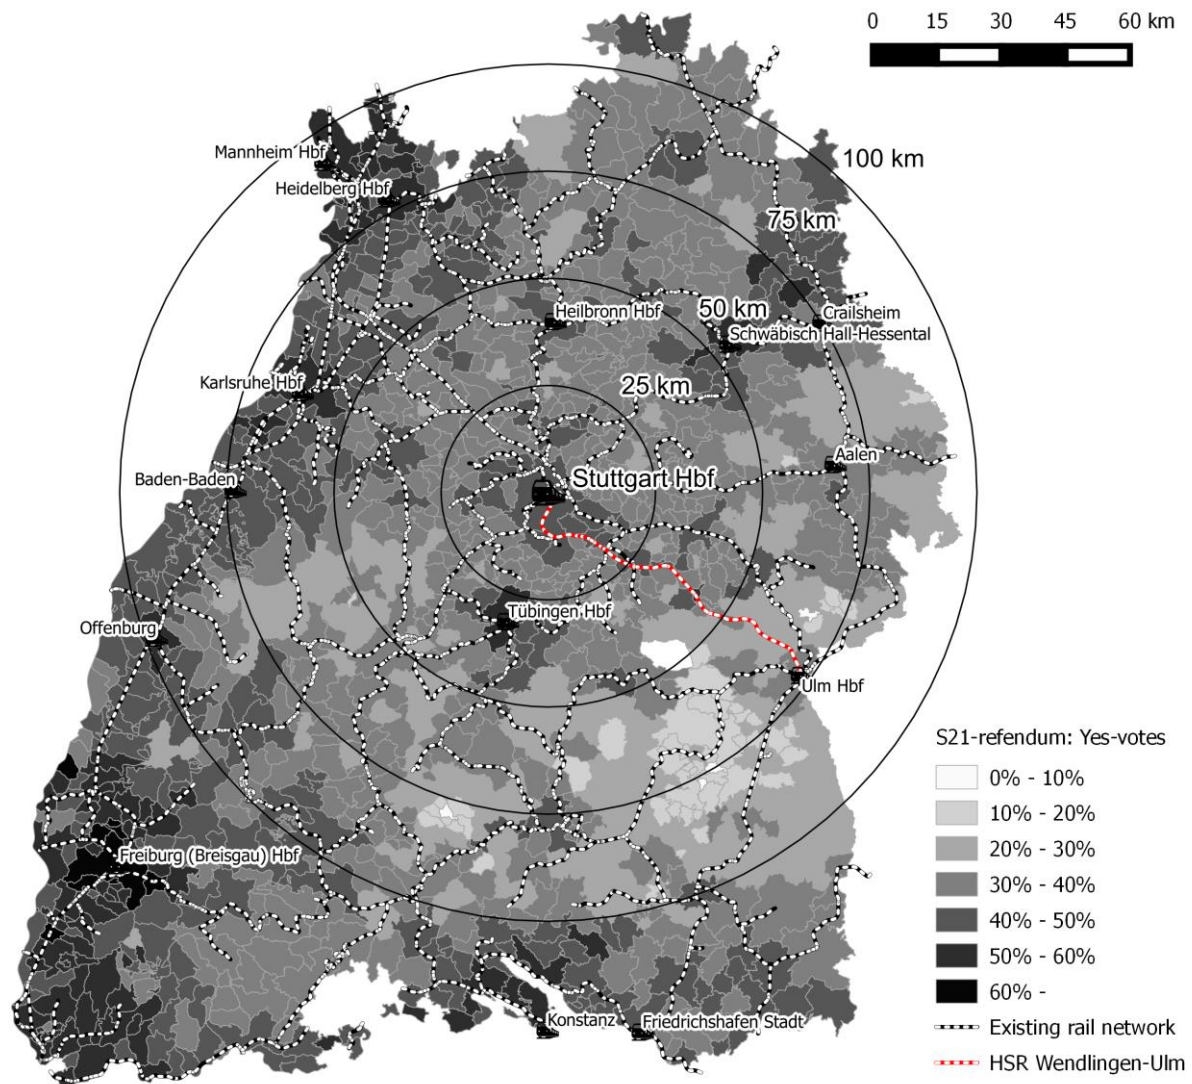 0 15 30 45 60 km
100 km
Mannheim Hbf
Heidelberg Hbf
75 km
Heilbronn Hbf
50 km
Crailsheim
Schwäbisch Hall-Hessental
Karlsruhe Hbf
25 km
Aalen
Baden-Baden
Stuttgart Hbf
Tübingen Hbf
Offenburg
Ulm Hbf
S21-refendum: Yes-votes
0% - 10%
10% - 20%
20% - 30%
30% - 40%
Freiburg (Breisgau) Hbf
40% - 50%
50% - 60%
60% -
Konstanz
Friedrichshafen Stadt
Existing rail network
HSR Wendlingen-Ulm